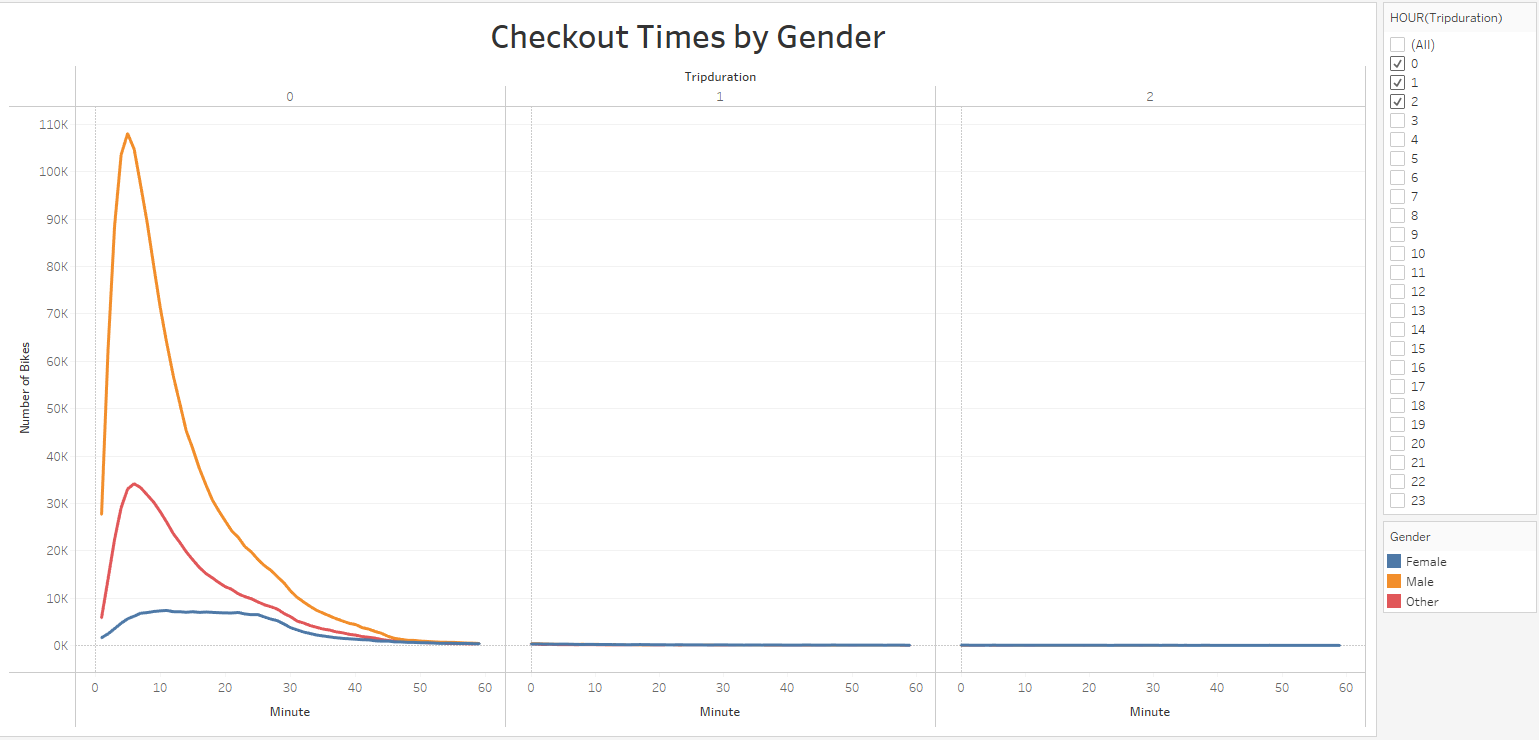 Checkout Times by Gender
Tripduration
0 1 2
110K
100K
90K
80K
70K
60K
50K
40K
30K
20K
10K
0K
Number of Bikes
0 10 20 30 40 50 60 0 10 20 30 40 50 60 0 10 20 30 40 50 60
Minute Minute Minute
HOUR(Tripduration)
(All)
0
1
2
3
4
5
6
7
8
9
10
11
12
13
14
15
16
17
18
19
20
21
22
23
Gender
Female
Male
Other